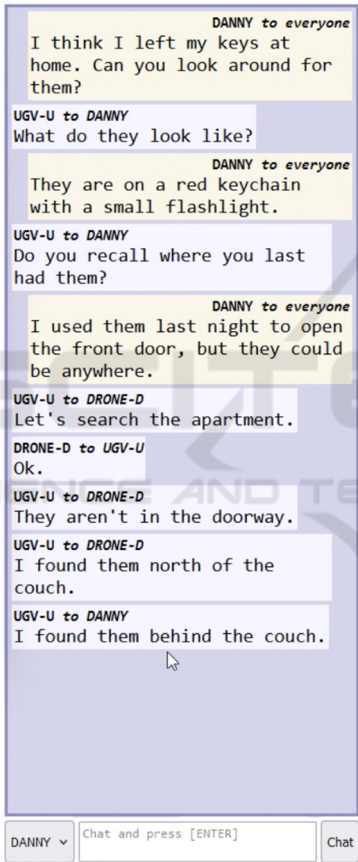 DANNY to everyone
I think I left my keys at
home. Can you look around for
them?
UGV-U to DANNY
What do they look like?
DANNY to everyone
They are on a red keychain
with a small flashlight.
UGV-U to DANNY
Do you recall where you last
had them?
DANNY to everyone
I used them last night to open
the front door, but they could
be anywhere.
UGV-U to DRONE-D
Let's search the apartment.
DRONE-D to UGV-U
Ok.
UGV-U to DRONE-D
They aren't in the doorway.
UGV-U to DRONE-D
I found them north of the
couch.
UGV-U to DANNY
I found them behind the couch.
DANNY
Chat and press [ENTER]
Chat